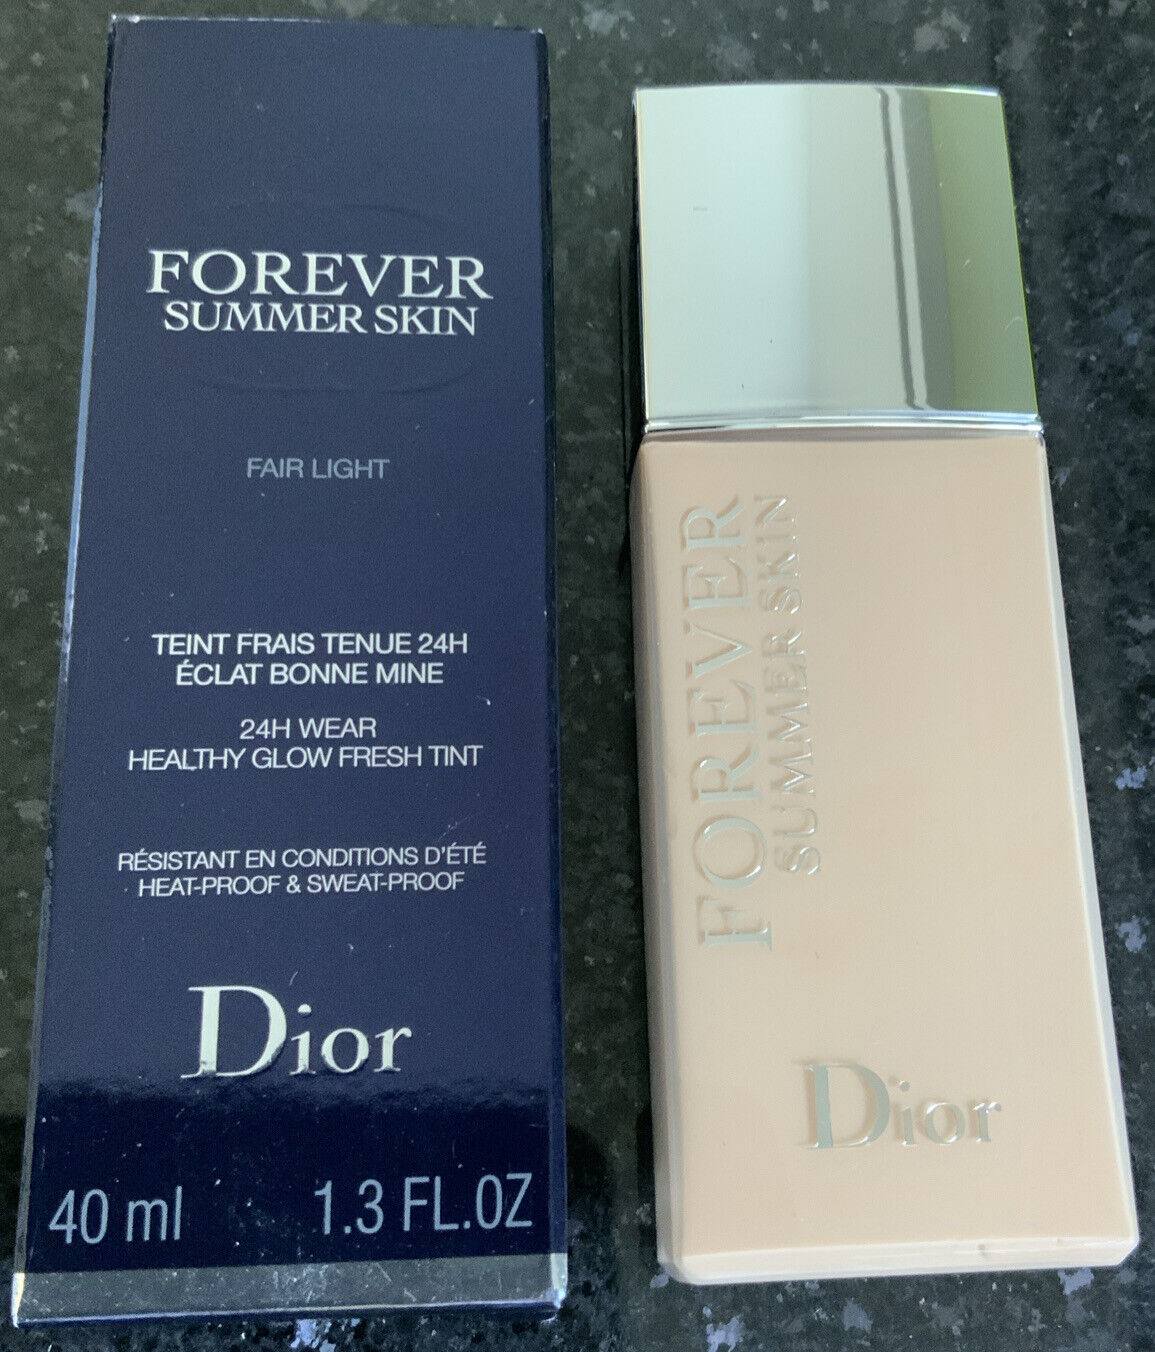 FOREVER
SUMMER SKIN
FAIR LIGHT
TEINT FRAIS TENUE 24H
ÉCLAT BONNE MINE
24H WEAR
HEALTHY GLOW FRESH TINT
RÉSISTANT EN CONDITIONS D'ÉTÉ
HEAT-PROOF & SWEAT-PROOF
Dior
40 ml 1.3 FL.OZ
FOREVER
SUMMER SKIN
Dior